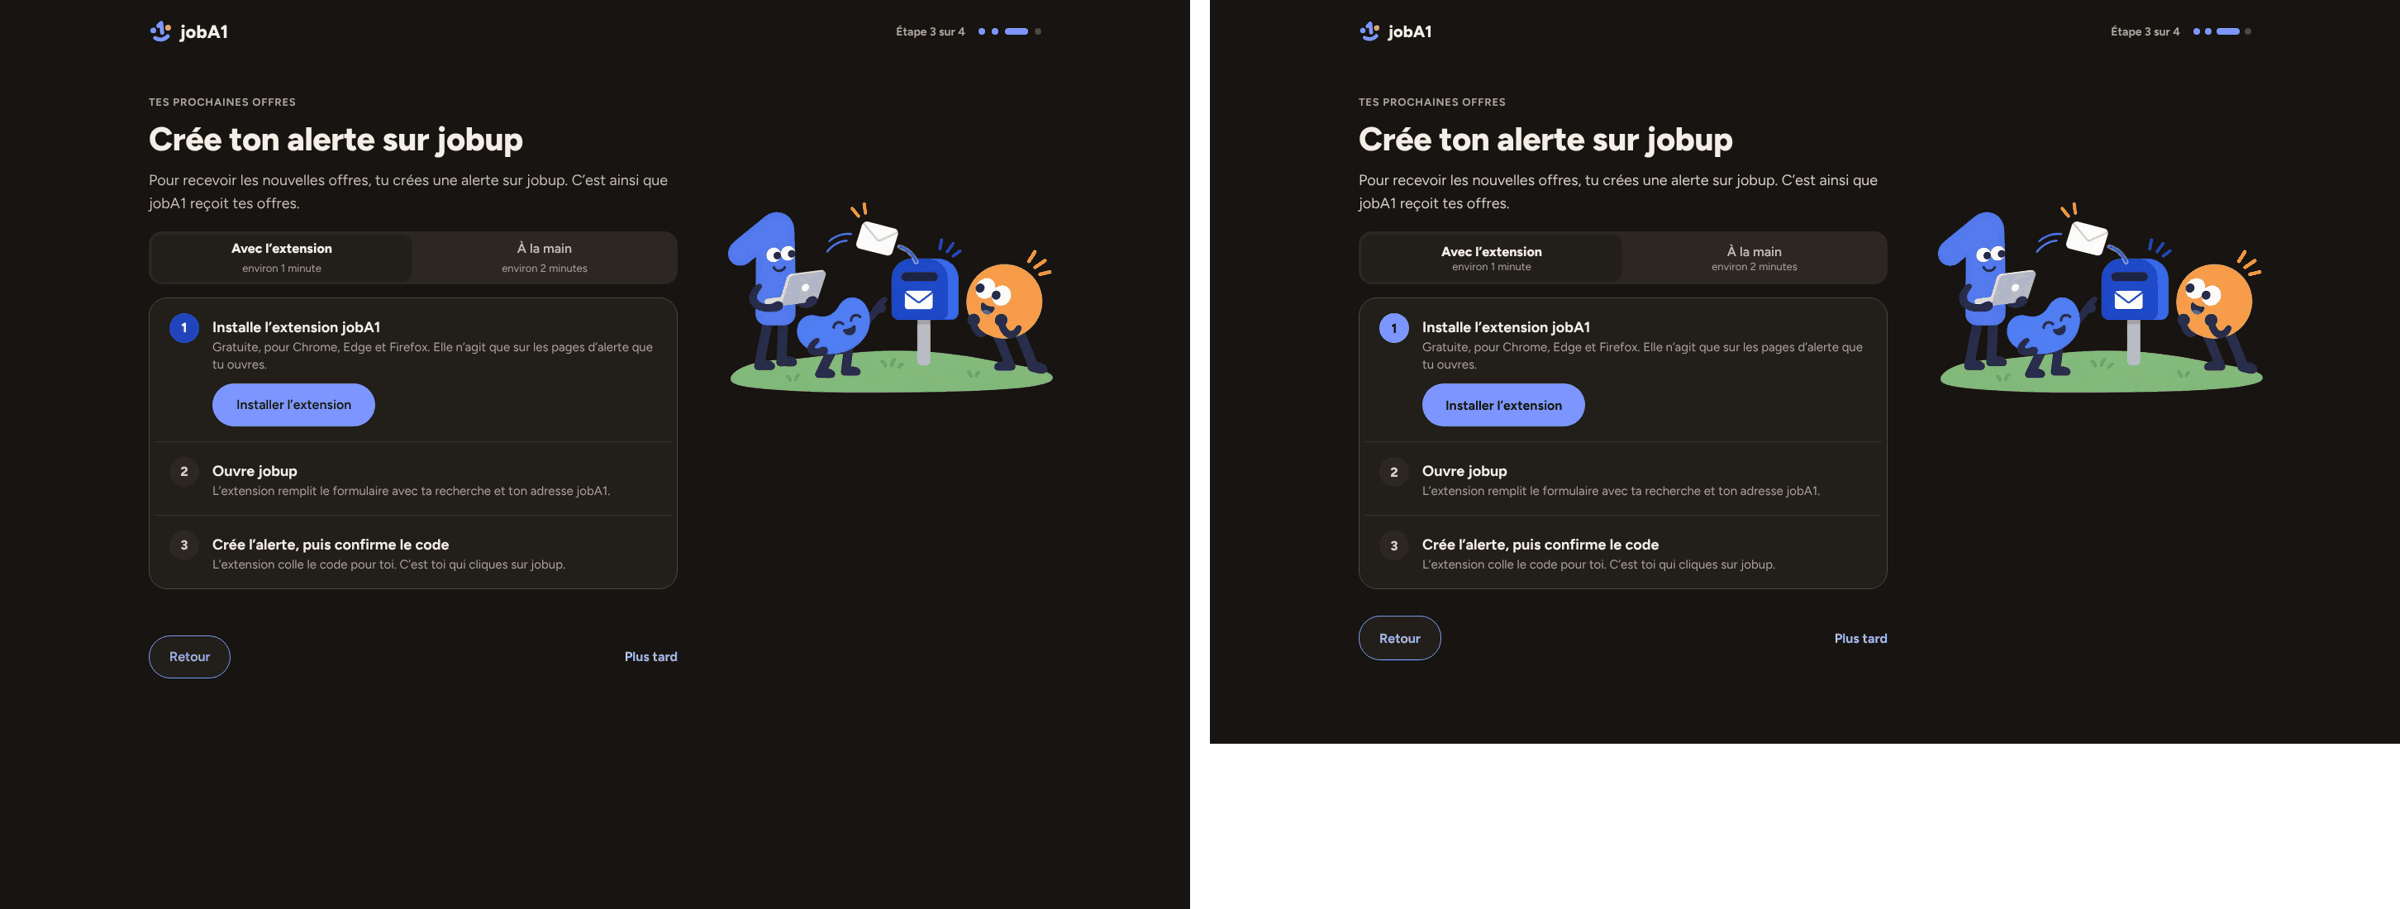 jobA1
Étape 3 sur 4
TES PROCHAINES OFFRES
Crée ton alerte sur jobup
Pour recevoir les nouvelles offres, tu crées une alerte sur jobup. C’est ainsi que
jobA1 reçoit tes offres.
Avec l’extension
environ 1 minute
À la main
environ 2 minutes
1
Installe l’extension jobA1
Gratuite, pour Chrome, Edge et Firefox. Elle n’agit que sur les pages d’alerte que
tu ouvres.
Installer l’extension
2
Ouvre jobup
L’extension remplit le formulaire avec ta recherche et ton adresse jobA1.
3
Crée l’alerte, puis confirme le code
L’extension colle le code pour toi. C’est toi qui cliques sur jobup.
Retour
Plus tard
jobA1
Étape 3 sur 4
TES PROCHAINES OFFRES
Crée ton alerte sur jobup
Pour recevoir les nouvelles offres, tu crées une alerte sur jobup. C’est ainsi que
jobA1 reçoit tes offres.
Avec l’extension
environ 1 minute
À la main
environ 2 minutes
1
Installe l’extension jobA1
Gratuite, pour Chrome, Edge et Firefox. Elle n’agit que sur les pages d’alerte que
tu ouvres.
Installer l’extension
2
Ouvre jobup
L’extension remplit le formulaire avec ta recherche et ton adresse jobA1.
3
Crée l’alerte, puis confirme le code
L’extension colle le code pour toi. C’est toi qui cliques sur jobup.
Retour
Plus tard